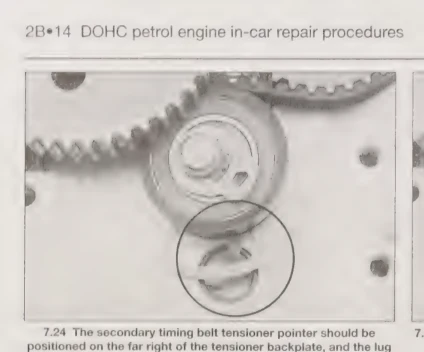 2B•14 DOHC petrol engine in-car repair procedures
7.24 The secondary timing belt tensioner pointer should be
positioned on the far right of the tensioner backplate, and the lug
7.